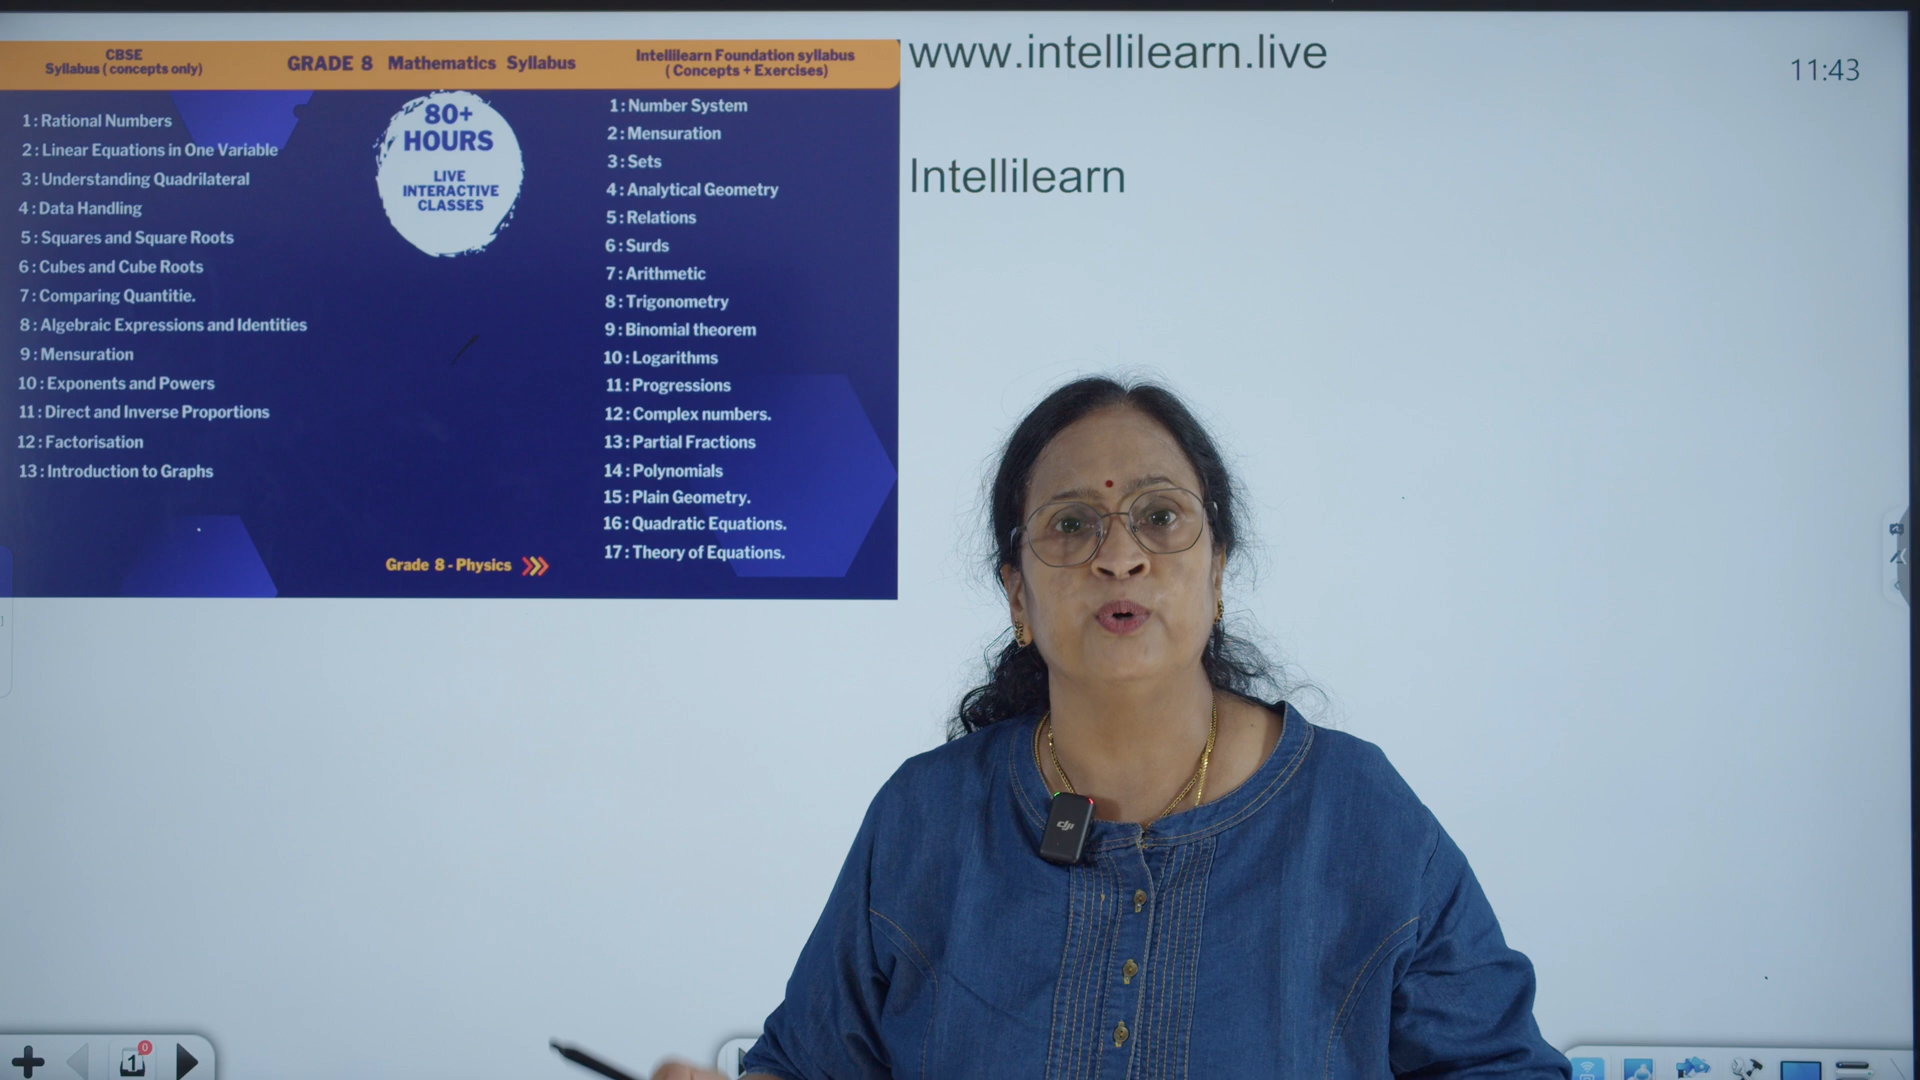 CBSE
Syllabus ( concepts only)
GRADE 8 Mathematics Syllabus
Intellilearn Foundation syllabus
( Concepts + Exercises)
1 : Rational Numbers
2 : Linear Equations in One Variable
3 : Understanding Quadrilateral
4 : Data Handling
5 : Squares and Square Roots
6 : Cubes and Cube Roots
7 : Comparing Quantitie.
8 : Algebraic Expressions and Identities
9 : Mensuration
10 : Exponents and Powers
11 : Direct and Inverse Proportions
12 : Factorisation
13 : Introduction to Graphs
80+
HOURS
LIVE
INTERACTIVE
CLASSES
1 : Number System
2 : Mensuration
3 : Sets
4 : Analytical Geometry
5 : Relations
6 : Surds
7 : Arithmetic
8 : Trigonometry
9 : Binomial theorem
10 : Logarithms
11 : Progressions
12 : Complex numbers.
13 : Partial Fractions
14 : Polynomials
15 : Plain Geometry.
16 : Quadratic Equations.
17 : Theory of Equations.
Grade 8 - Physics
www.intellilearn.live
11:43
Intellilearn
dji
1
0